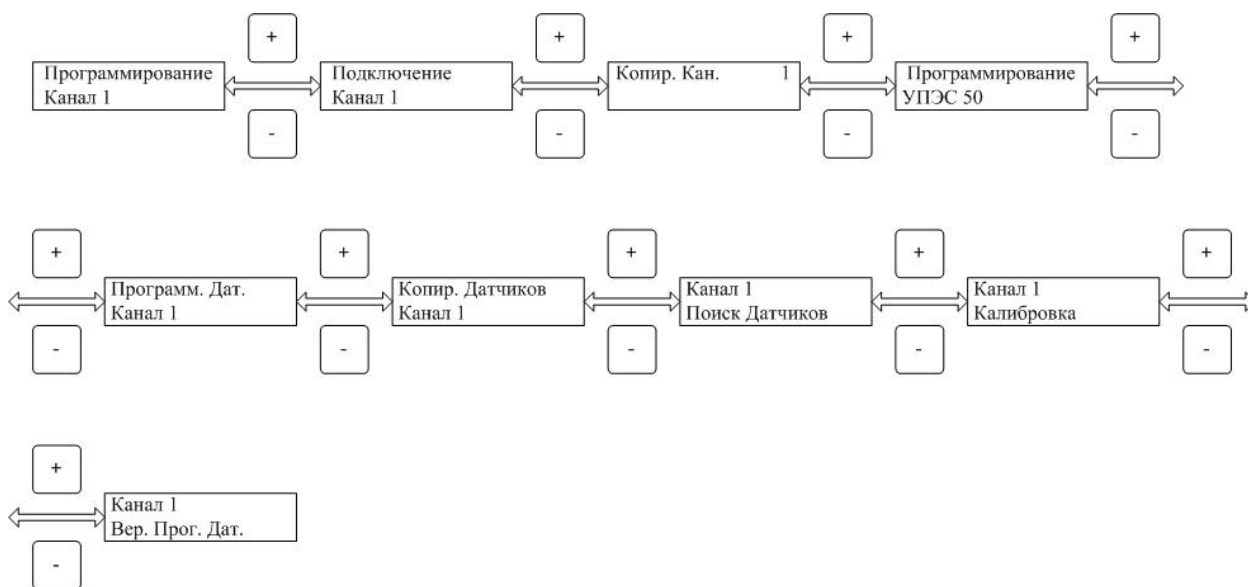 + + + +
Программирование
Канал 1
Подключение
Канал 1
Копир. Кан. 1
Программирование
УПЭС 50
- - - -
+ + + + +
Программ. Дат.
Канал 1
Копир. Датчиков
Канал 1
Канал 1
Поиск Датчиков
Канал 1
Калибровка
- - - - -
+
Канал 1
Вер. Прог. Дат.
-